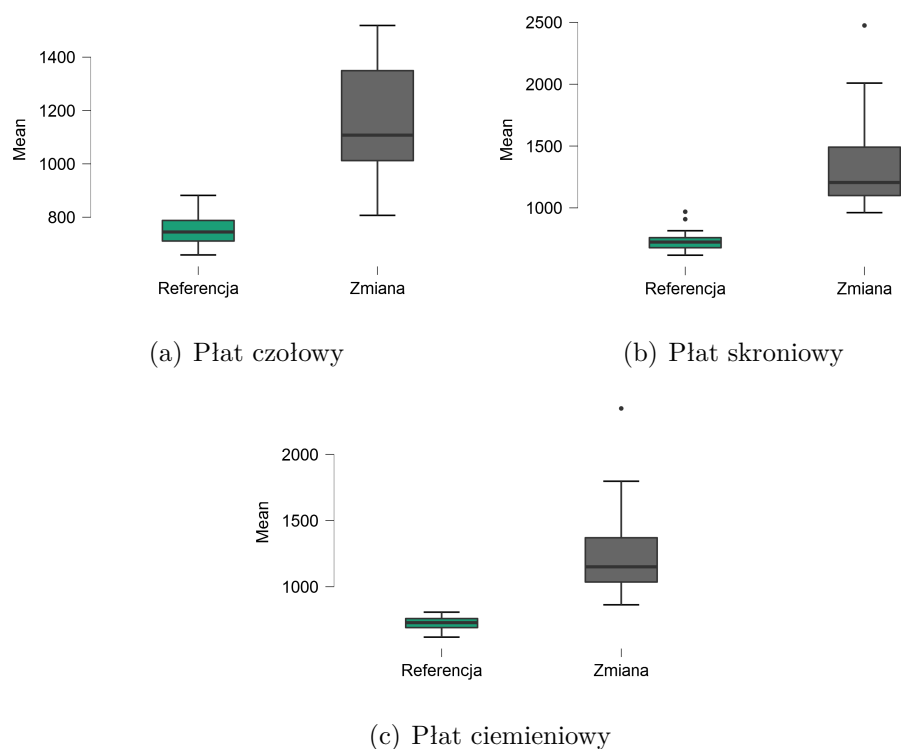 1400
1200
1000
800
Mean
Referencja Zmiana
(a) Płat czołowy
2500
2000
1500
1000
Mean
Referencja Zmiana
(b) Płat skroniowy
2000
1500
1000
Mean
Referencja Zmiana
(c) Płat ciemieniowy